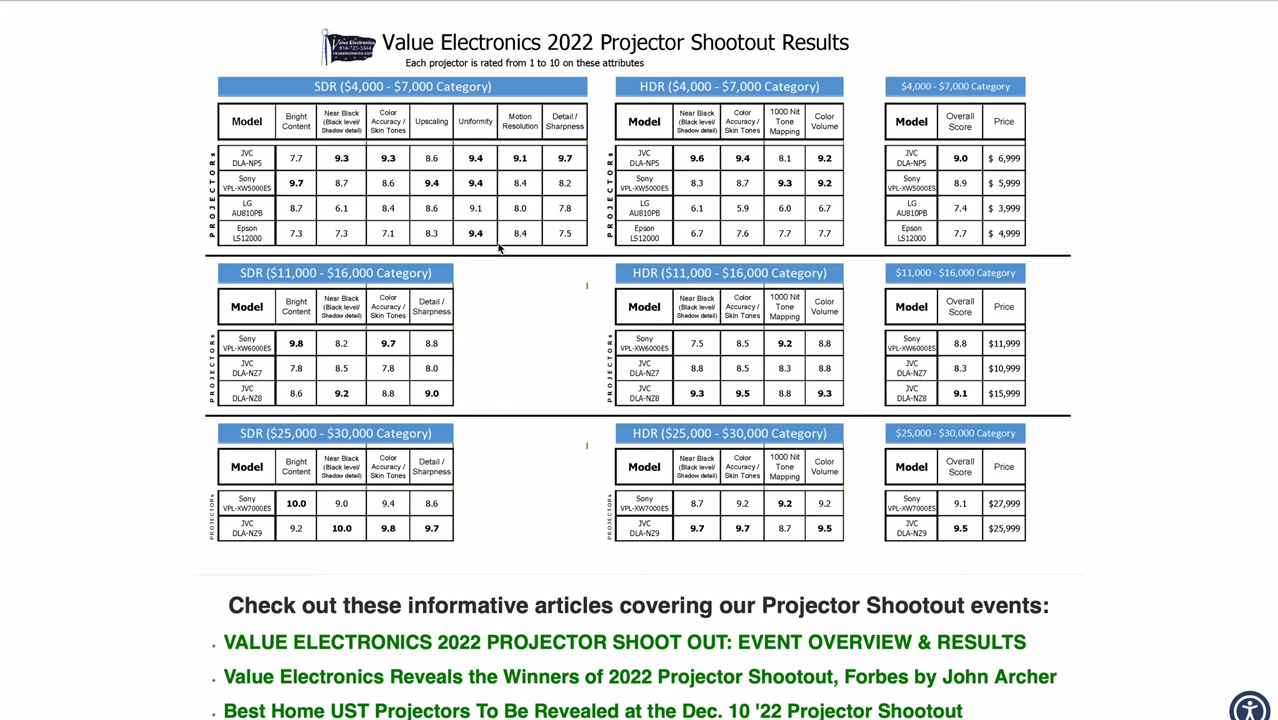 Value Electronics
914-725-3344
valueelectronics.com
Value Electronics 2022 Projector Shootout Results
Each projector is rated from 1 to 10 on these attributes
SDR ($4,000 - $7,000 Category)
Model Bright Content Near Black (Black level/ Shadow detail) Color Accuracy / Skin Tones Upscaling Uniformity Motion Resolution Detail / Sharpness
PROJECTORs
JVC DLA-NP5 7.7 9.3 9.3 8.6 9.4 9.1 9.7
Sony VPL-XW5000ES 9.7 8.7 8.6 9.4 9.4 8.4 8.2
LG AU810PB 8.7 6.1 8.4 8.6 9.1 8.0 7.8
Epson LS12000 7.3 7.3 7.1 8.3 9.4 8.4 7.5
HDR ($4,000 - $7,000 Category)
Model Near Black (Black level/ Shadow detail) Color Accuracy / Skin Tones 1000 Nit Tone Mapping Color Volume
PROJECTORs
JVC DLA-NP5 9.6 9.4 8.1 9.2
Sony VPL-XW5000ES 8.3 8.7 9.3 9.2
LG AU810PB 6.1 5.9 6.0 6.7
Epson LS12000 6.7 7.6 7.7 7.7
$4,000 - $7,000 Category
Model Overall Score Price
JVC DLA-NP5 9.0 $ 6,999
Sony VPL-XW5000ES 8.9 $ 5,999
LG AU810PB 7.4 $ 3,999
Epson LS12000 7.7 $ 4,999
SDR ($11,000 - $16,000 Category)
Model Bright Content Near Black (Black level/ Shadow detail) Color Accuracy / Skin Tones Detail / Sharpness
PROJECTORs
Sony VPL-XW6000ES 9.8 8.2 9.7 8.8
JVC DLA-NZ7 7.8 8.5 7.8 8.0
JVC DLA-NZ8 8.6 9.2 8.8 9.0
HDR ($11,000 - $16,000 Category)
Model Near Black (Black level/ Shadow detail) Color Accuracy / Skin Tones 1000 Nit Tone Mapping Color Volume
PROJECTORs
Sony VPL-XW6000ES 7.5 8.5 9.2 8.8
JVC DLA-NZ7 8.8 8.5 8.3 8.8
JVC DLA-NZ8 9.3 9.5 8.8 9.3
$11,000 - $16,000 Category
Model Overall Score Price
Sony VPL-XW6000ES 8.8 $11,999
JVC DLA-NZ7 8.3 $10,999
JVC DLA-NZ8 9.1 $15,999
SDR ($25,000 - $30,000 Category)
Model Bright Content Near Black (Black level/ Shadow detail) Color Accuracy / Skin Tones Detail / Sharpness
PROJECTORs
Sony VPL-XW7000ES 10.0 9.0 9.4 8.6
JVC DLA-NZ9 9.2 10.0 9.8 9.7
HDR ($25,000 - $30,000 Category)
Model Near Black (Black level/ Shadow detail) Color Accuracy / Skin Tones 1000 Nit Tone Mapping Color Volume
PROJECTORs
Sony VPL-XW7000ES 8.7 9.2 9.2 9.2
JVC DLA-NZ9 9.7 9.7 8.7 9.5
$25,000 - $30,000 Category
Model Overall Score Price
Sony VPL-XW7000ES 9.1 $27,999
JVC DLA-NZ9 9.5 $25,999
Check out these informative articles covering our Projector Shootout events:
VALUE ELECTRONICS 2022 PROJECTOR SHOOT OUT: EVENT OVERVIEW & RESULTS
Value Electronics Reveals the Winners of 2022 Projector Shootout, Forbes by John Archer
Best Home UST Projectors To Be Revealed at the Dec. 10 '22 Projector Shootout